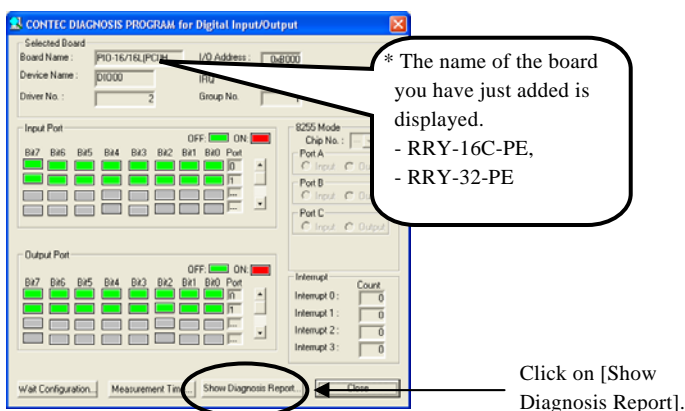 CONTEC DIAGNOSIS PROGRAM for Digital Input/Output
Selected Board
Board Name : PIO-16/16L(PCI)H I/O Address : 0xB000
Device Name : DIO00 IRQ
Driver No. : 2 Group No. 1
* The name of the board
you have just added is
displayed.
- RRY-16C-PE,
- RRY-32-PE
Input Port
OFF: ON:
Bit7 Bit6 Bit5 Bit4 Bit3 Bit2 Bit1 Bit0 Port
0
1
...
...
8255 Mode
Chip No. :
Port A
Input Output
Port B
Input Output
Port C
Input Output
Output Port
OFF: ON:
Bit7 Bit6 Bit5 Bit4 Bit3 Bit2 Bit1 Bit0 Port
0
1
...
...
Interrupt
Count
Interrupt 0 : 0
Interrupt 1 : 0
Interrupt 2 : 0
Interrupt 3 : 0
Wait Configuration... Show Diagnosis Report... Close
Click on [Show
Diagnosis Report].